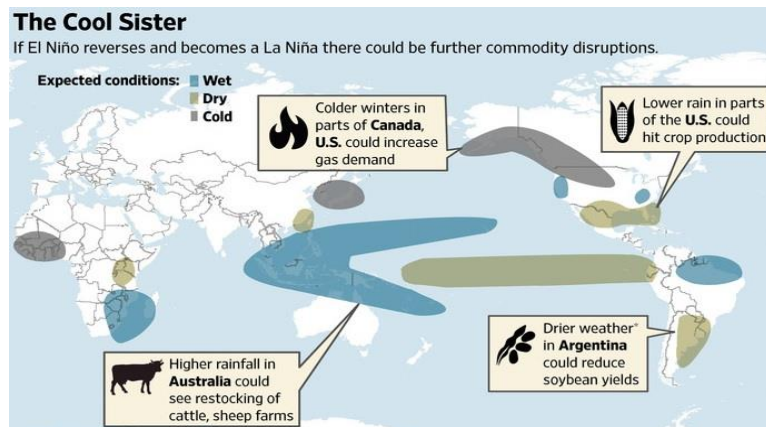 The Cool Sister
If El Niño reverses and becomes a La Niña there could be further commodity disruptions.
Expected conditions: Wet
Dry
Cold
Colder winters in
parts of Canada,
U.S. could increase
gas demand
Lower rain in parts
of the U.S. could
hit crop production
Higher rainfall in
Australia could
see restocking of
cattle, sheep farms
Drier weather*
in Argentina
could reduce
soybean yields